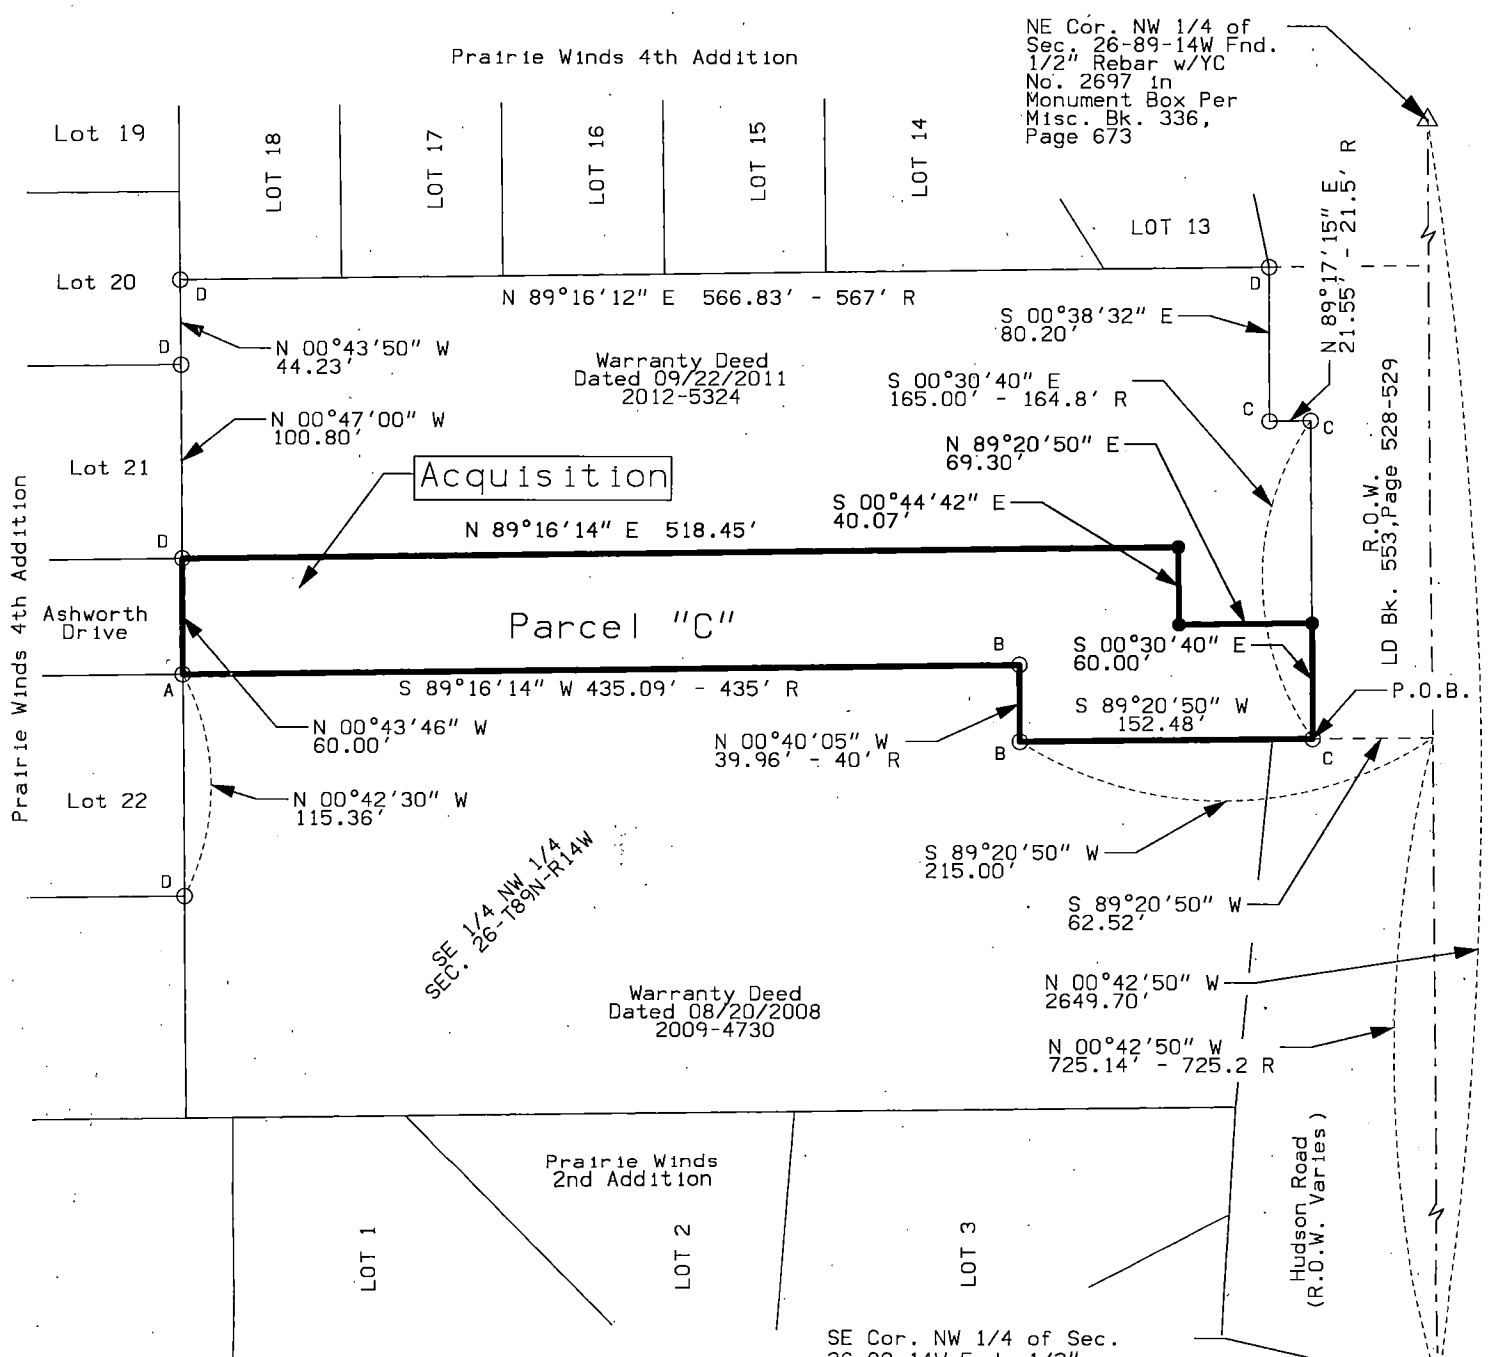 NE Cor. NW 1/4 of
Sec. 26-89-14W Fnd.
1/2" Rebar w/YC
No. 2697 in
Monument Box Per
Misc. Bk. 336,
Page 673
Prairie Winds 4th Addition
Lot 19
LOT 18
LOT 17
LOT 16
LOT 15
LOT 14
LOT 13
N 89°17'15" E
21.55' - 21.5' R
Lot 20
D
D
N 89°16'12" E 566.83' - 567' R
S 00°38'32" E
80.20'
D
N 00°43'50" W
44.23'
Warranty Deed
Dated 09/22/2011
2012-5324
S 00°30'40" E
165.00' - 164.8' R
C
C
N 00°47'00" W
100.80'
N 89°20'50" E
69.30'
R.O.W.
LD Bk. 553,Page 528-529
Lot 21
Acquisition
S 00°44'42" E
40.07'
N 89°16'14" E 518.45'
D
Prairie Winds 4th Addition
Ashworth
Drive
Parcel "C"
B
S 00°30'40" E
60.00'
A
S 89°16'14" W 435.09' - 435' R
P.O.B.
S 89°20'50" W
152.48'
N 00°43'46" W
60.00'
N 00°40'05" W
39.96' - 40' R
B
C
Lot 22
N 00°42'30" W
115.36'
S 89°20'50" W
215.00'
D
SE 1/4 NW 1/4
SEC. 26-T89N-R14W
S 89°20'50" W
62.52'
Warranty Deed
Dated 08/20/2008
2009-4730
N 00°42'50" W
2649.70'
N 00°42'50" W
725.14' - 725.2 R
Prairie Winds
2nd Addition
Hudson Road
(R.O.W. Varies)
LOT 1
LOT 2
LOT 3
SE Cor. NW 1/4 of Sec.